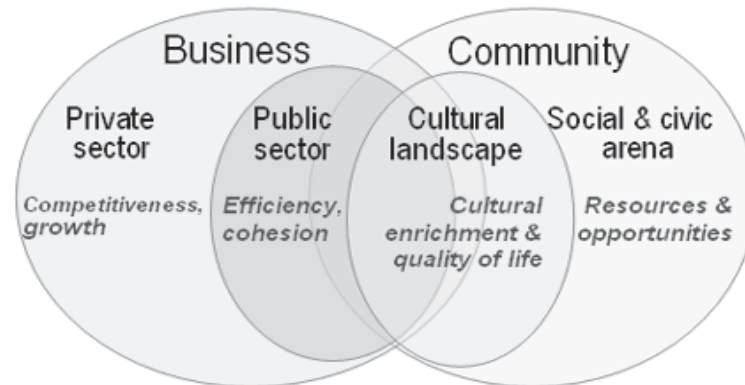 Business
Community
Private
sector
Public
sector
Cultural
landscape
Social & civic
arena
Competitiveness,
growth
Efficiency,
cohesion
Cultural
enrichment &
quality of life
Resources &
opportunities